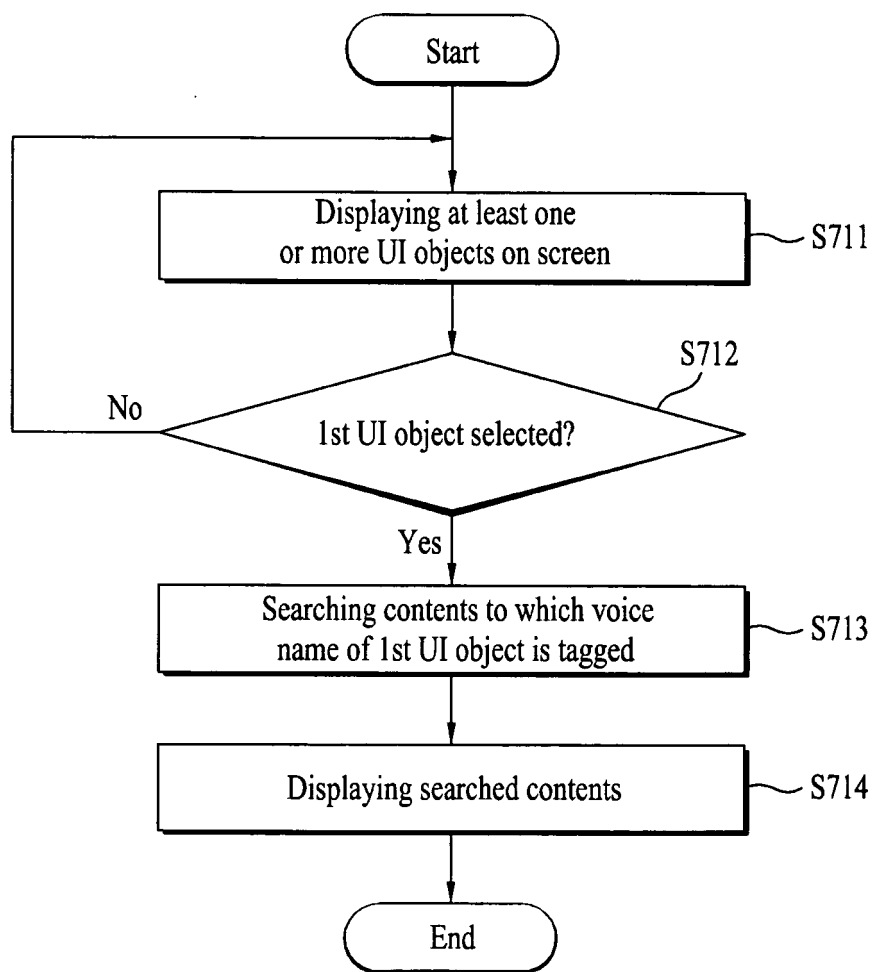 Start
Displaying at least one
or more UI objects on screen
S711
S712
No
1st UI object selected?
Yes
Searching contents to which voice
name of 1st UI object is tagged
S713
Displaying searched contents
S714
End